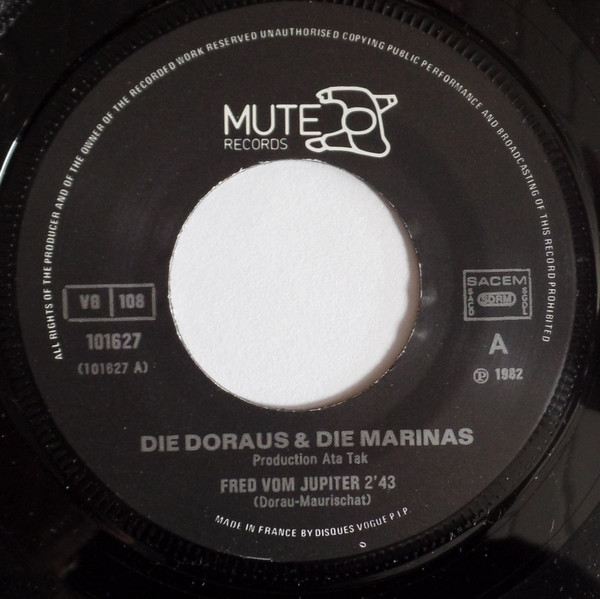 ALL RIGHTS OF THE PRODUCER AND OF THE OWNER OF THE RECORDED WORK RESERVED UNAUTHORISED COPYING PUBLIC PERFORMANCE AND BROADCASTING OF THIS RECORD PROHIBITED
MUTE
RECORDS
VG 108
101627
(101627 A)
SACEM
SACD SDRM SGDL
A
℗ 1982
DIE DORAUS & DIE MARINAS
Production Ata Tak
FRED VOM JUPITER 2'43
(Dorau-Maurischat)
MADE IN FRANCE BY DISQUES VOGUE P.I.P.